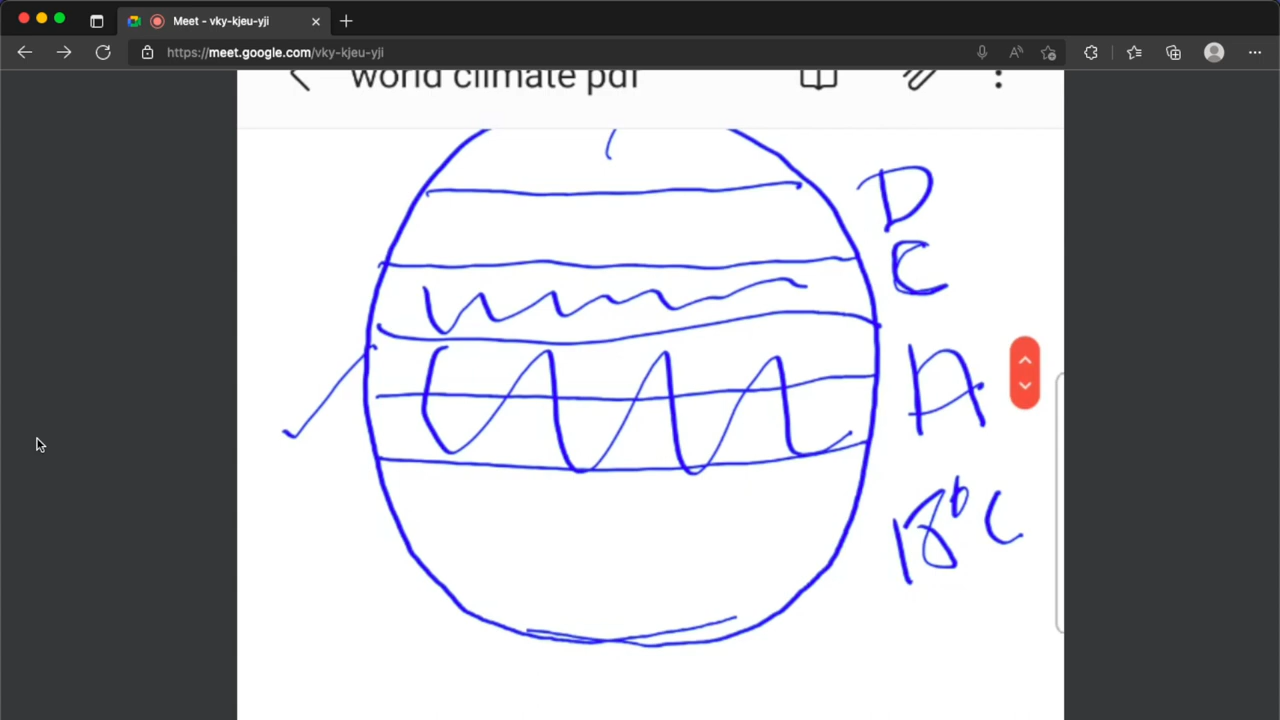 Meet - vky-kjeu-yji
https://meet.google.com/vky-kjeu-yji
world climate pdf
D
C
A
18°C